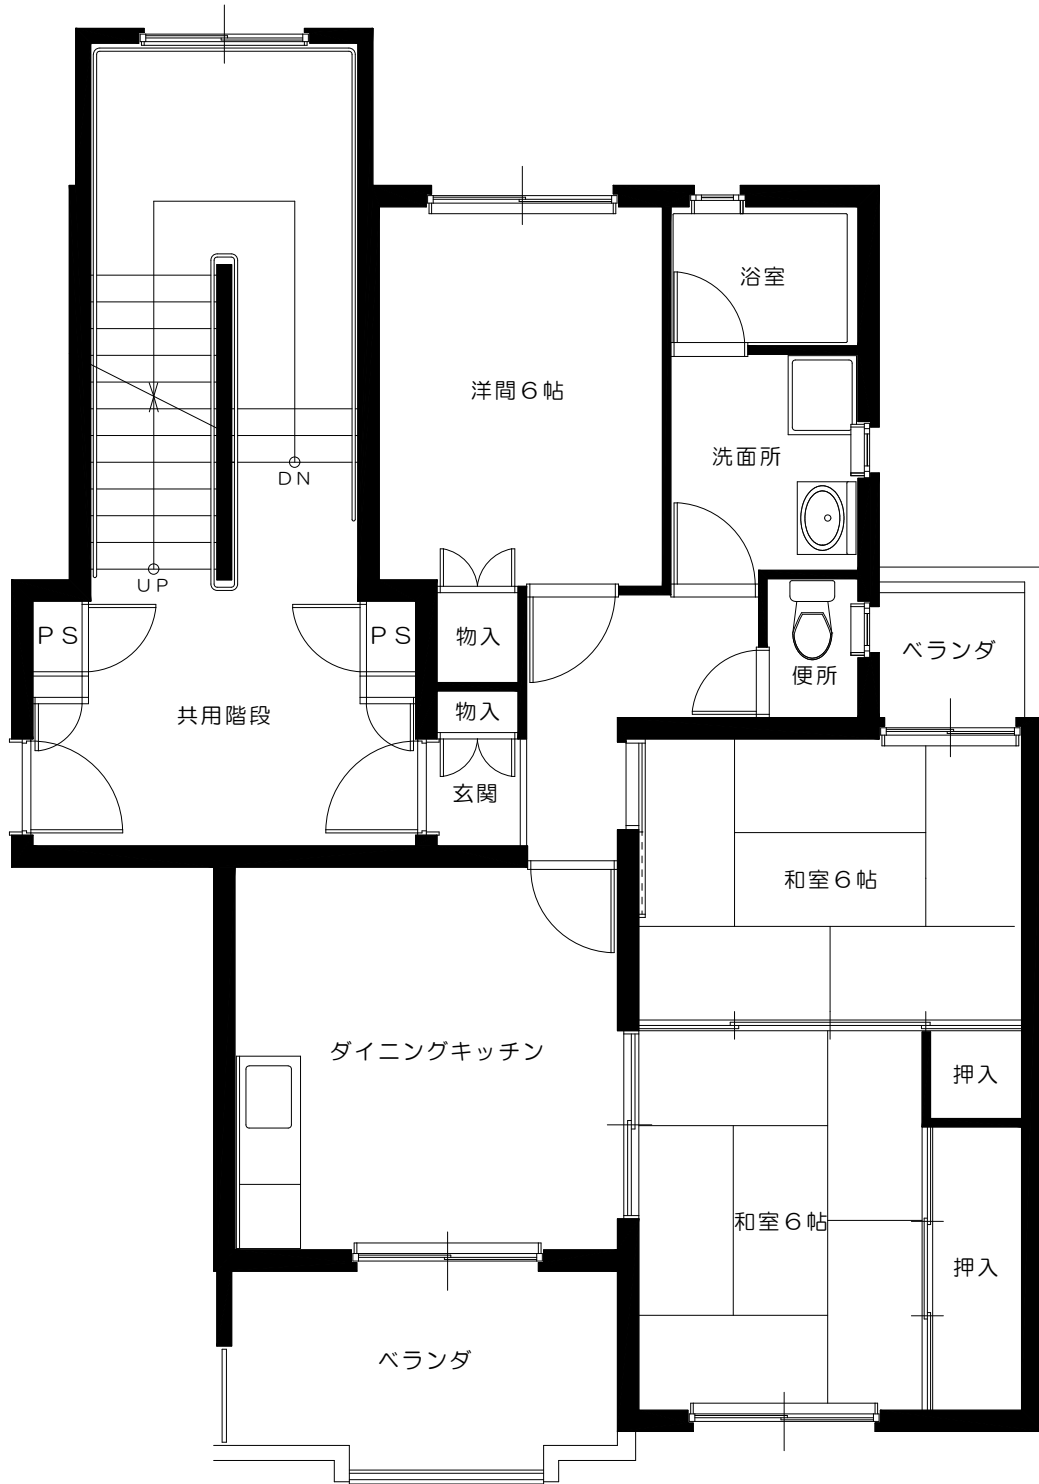 浴室
洋間6帖
洗面所
DN
UP
PS
PS
物入
ベランダ
便所
物入
共用階段
玄関
和室6帖
ダイニングキッチン
押入
和室6帖
押入
ベランダ